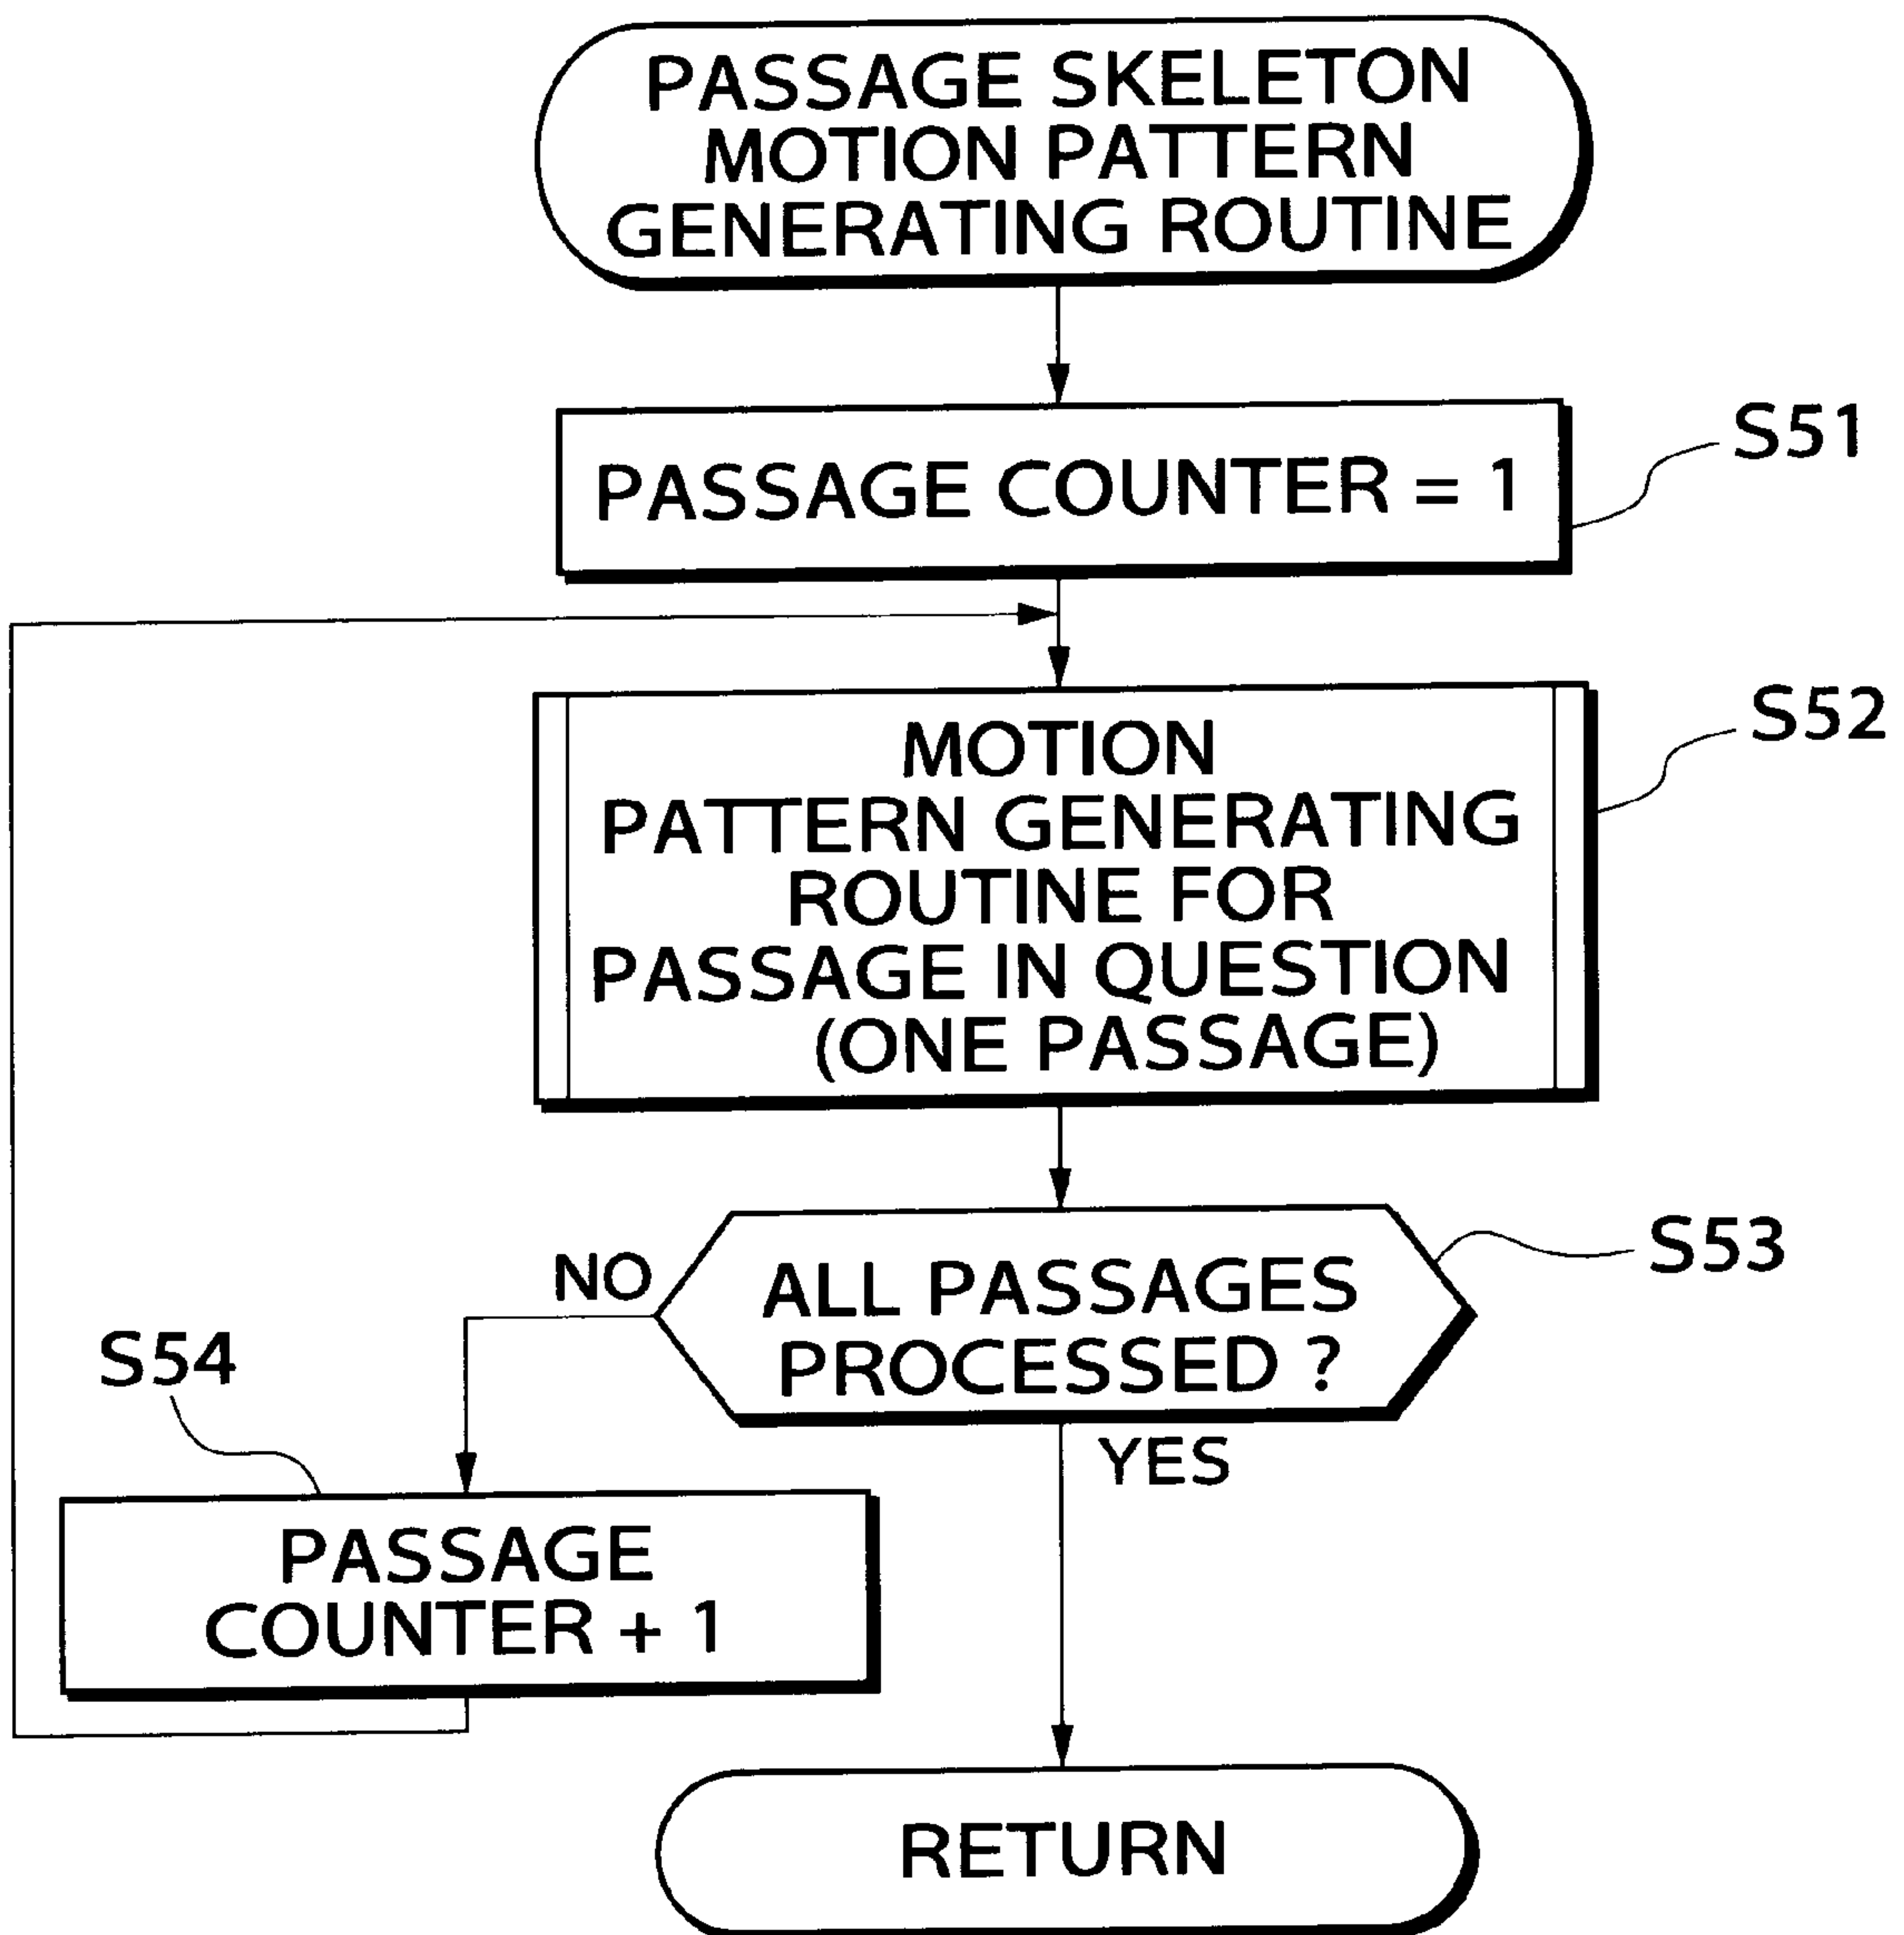 PASSAGE SKELETON
MOTION PATTERN
GENERATING ROUTINE
PASSAGE COUNTER = 1
S51
MOTION
PATTERN GENERATING
ROUTINE FOR
PASSAGE IN QUESTION
(ONE PASSAGE)
S52
ALL PASSAGES
PROCESSED ?
S53
NO
YES
S54
PASSAGE
COUNTER + 1
RETURN